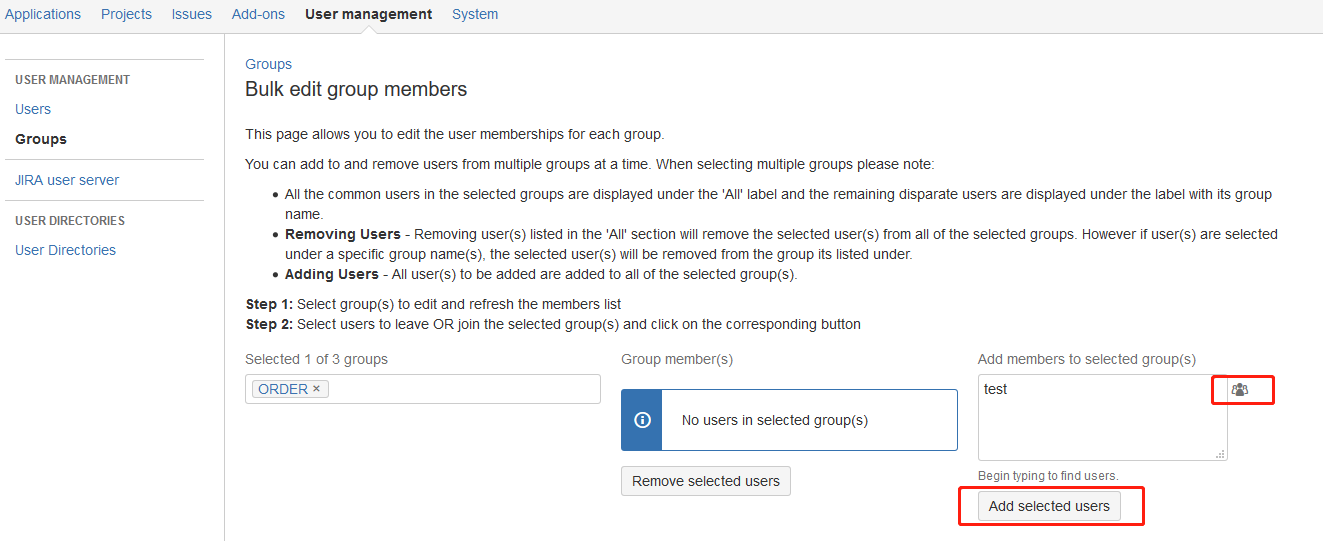 Applications Projects Issues Add-ons User management System
USER MANAGEMENT
Users
Groups
JIRA user server
USER DIRECTORIES
User Directories
Groups
Bulk edit group members
This page allows you to edit the user memberships for each group.
You can add to and remove users from multiple groups at a time. When selecting multiple groups please note:
• All the common users in the selected groups are displayed under the 'All' label and the remaining disparate users are displayed under the label with its group
name.
• Removing Users - Removing user(s) listed in the 'All' section will remove the selected user(s) from all of the selected groups. However if user(s) are selected
under a specific group name(s), the selected user(s) will be removed from the group its listed under.
• Adding Users - All user(s) to be added are added to all of the selected group(s).
Step 1: Select group(s) to edit and refresh the members list
Step 2: Select users to leave OR join the selected group(s) and click on the corresponding button
Selected 1 of 3 groups
ORDER ×
Group member(s)
No users in selected group(s)
Remove selected users
Add members to selected group(s)
test
Begin typing to find users.
Add selected users